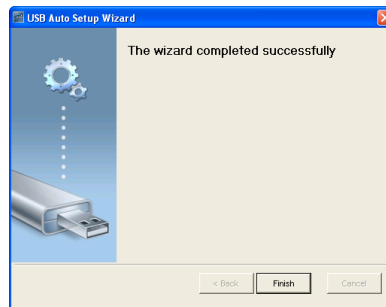 USB Auto Setup Wizard
The wizard completed successfully
< Back
Finish
Cancel